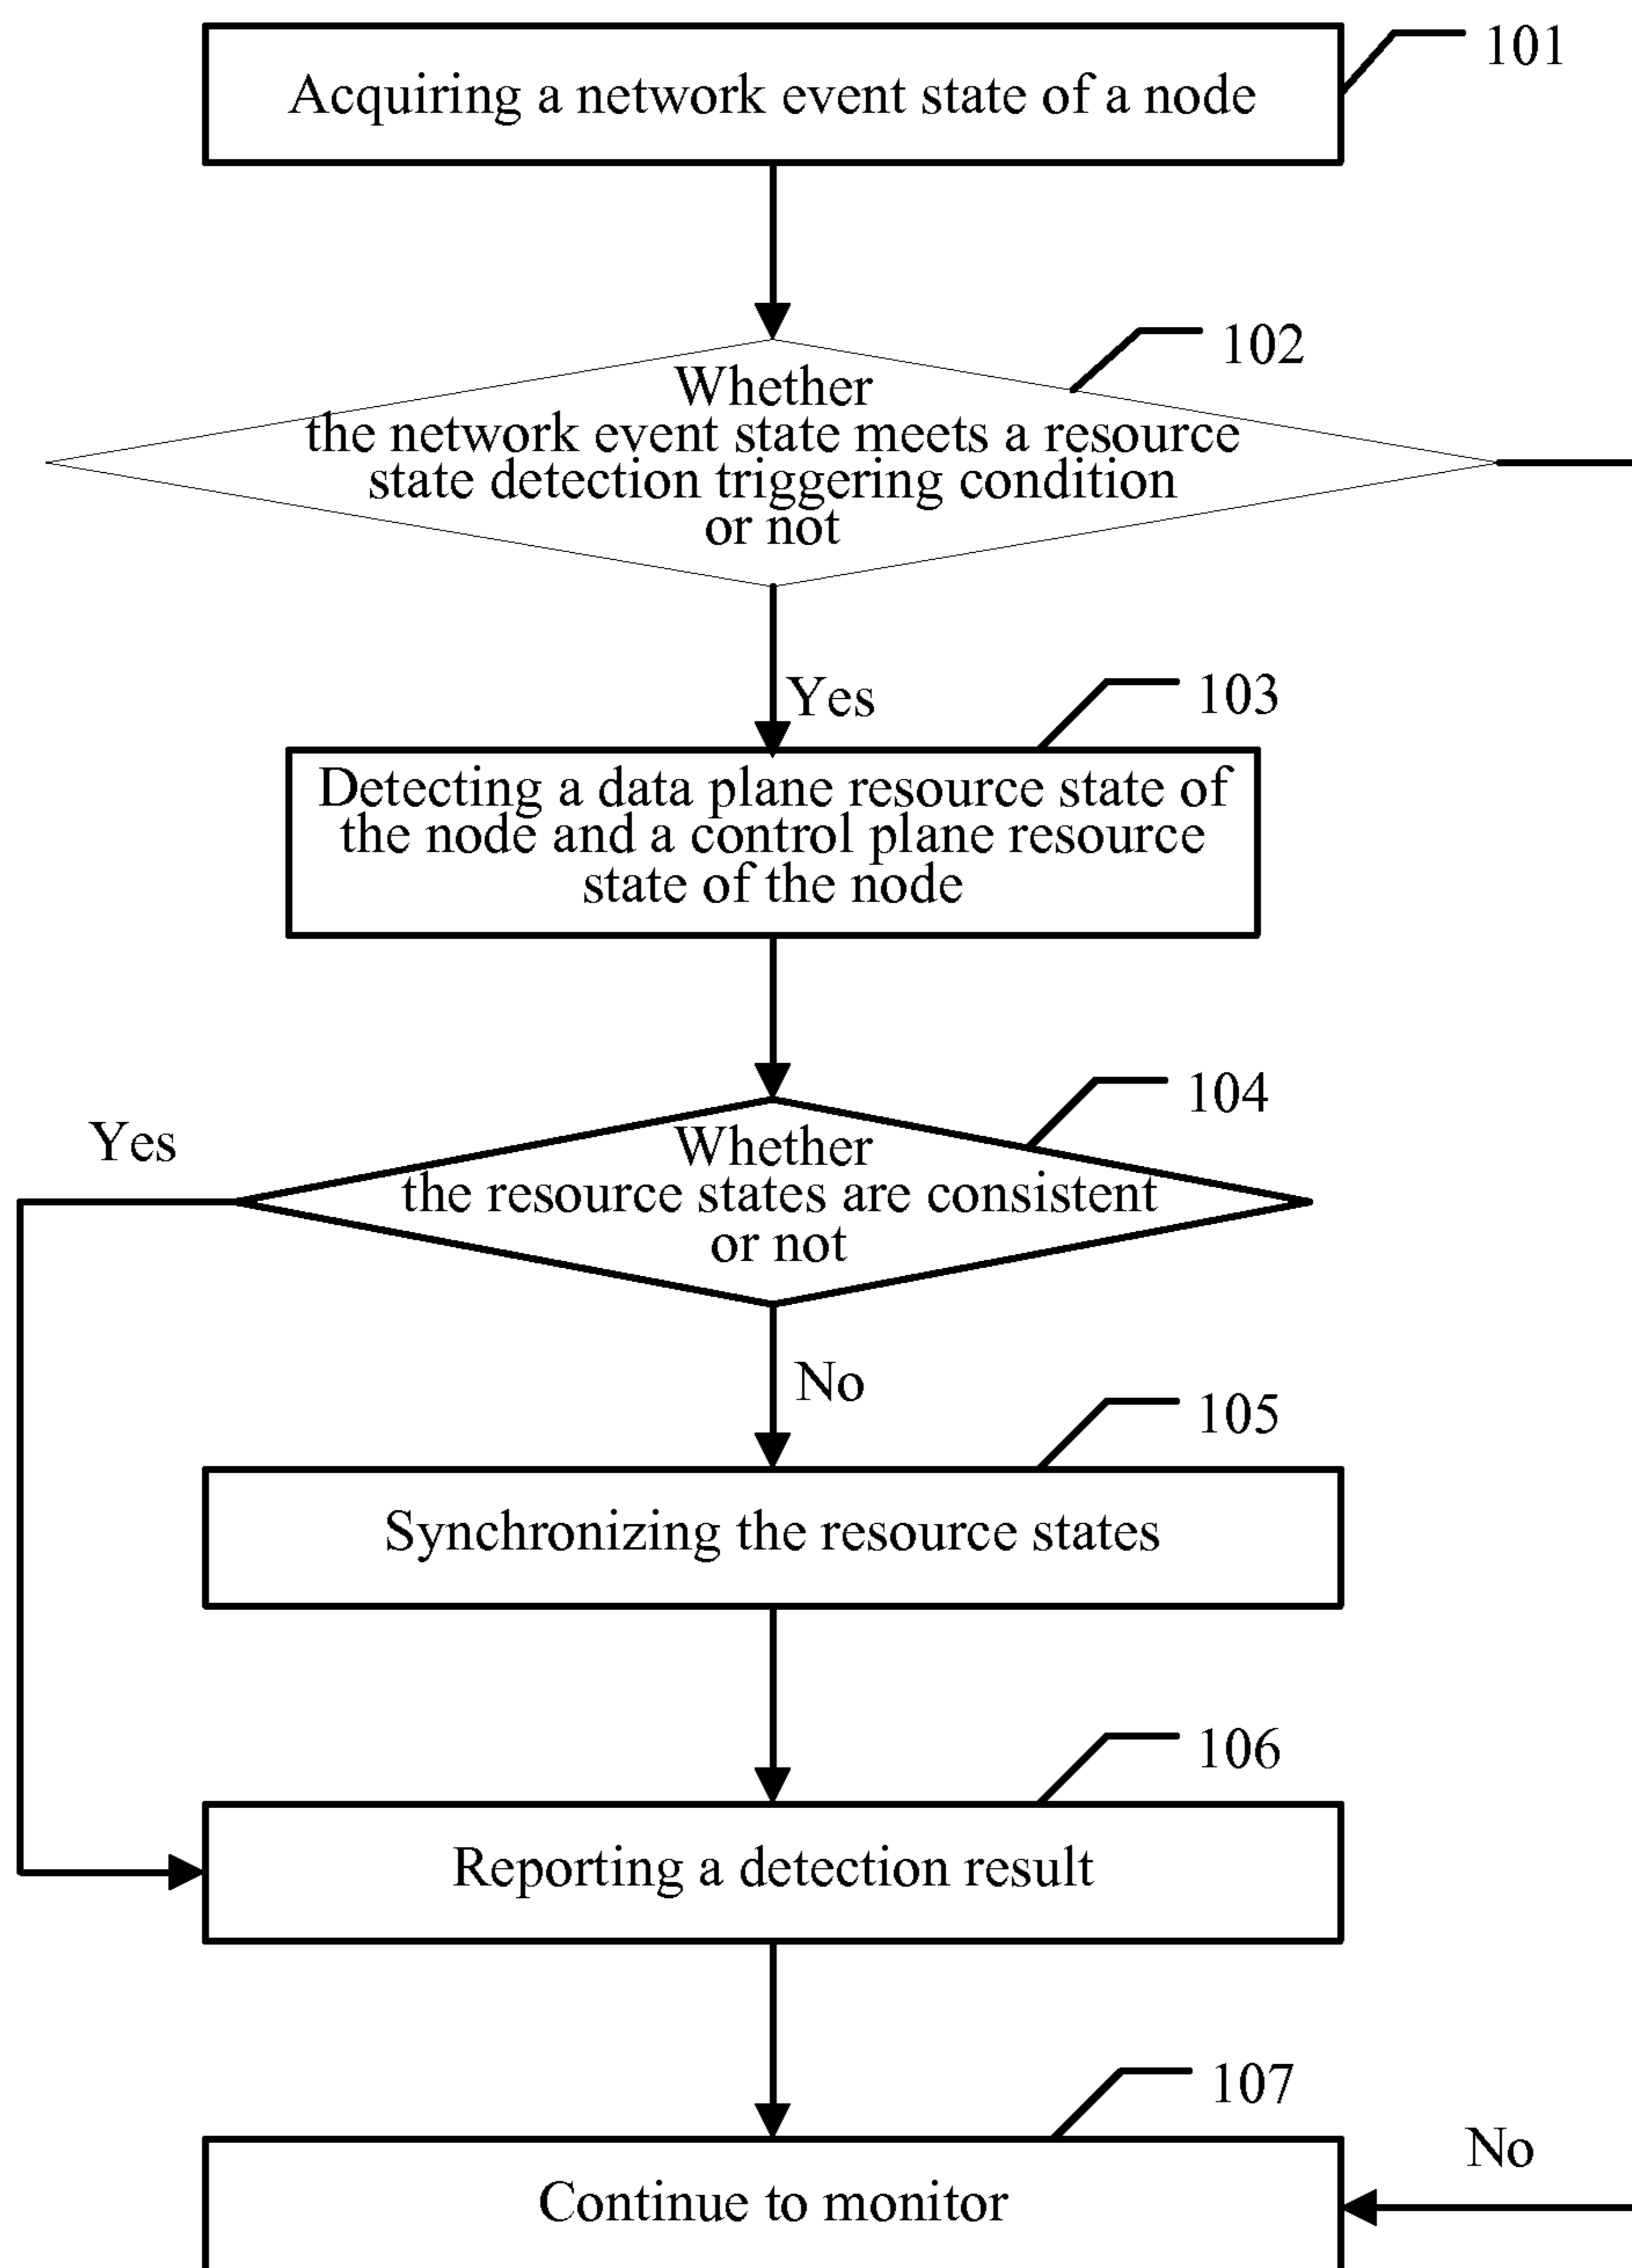 101
Acquiring a network event state of a node
102
Whether
the network event state meets a resource
state detection triggering condition
or not
Yes
103
Detecting a data plane resource state of
the node and a control plane resource
state of the node
104
Yes
Whether
the resource states are consistent
or not
No
105
Synchronizing the resource states
106
Reporting a detection result
107
No
Continue to monitor